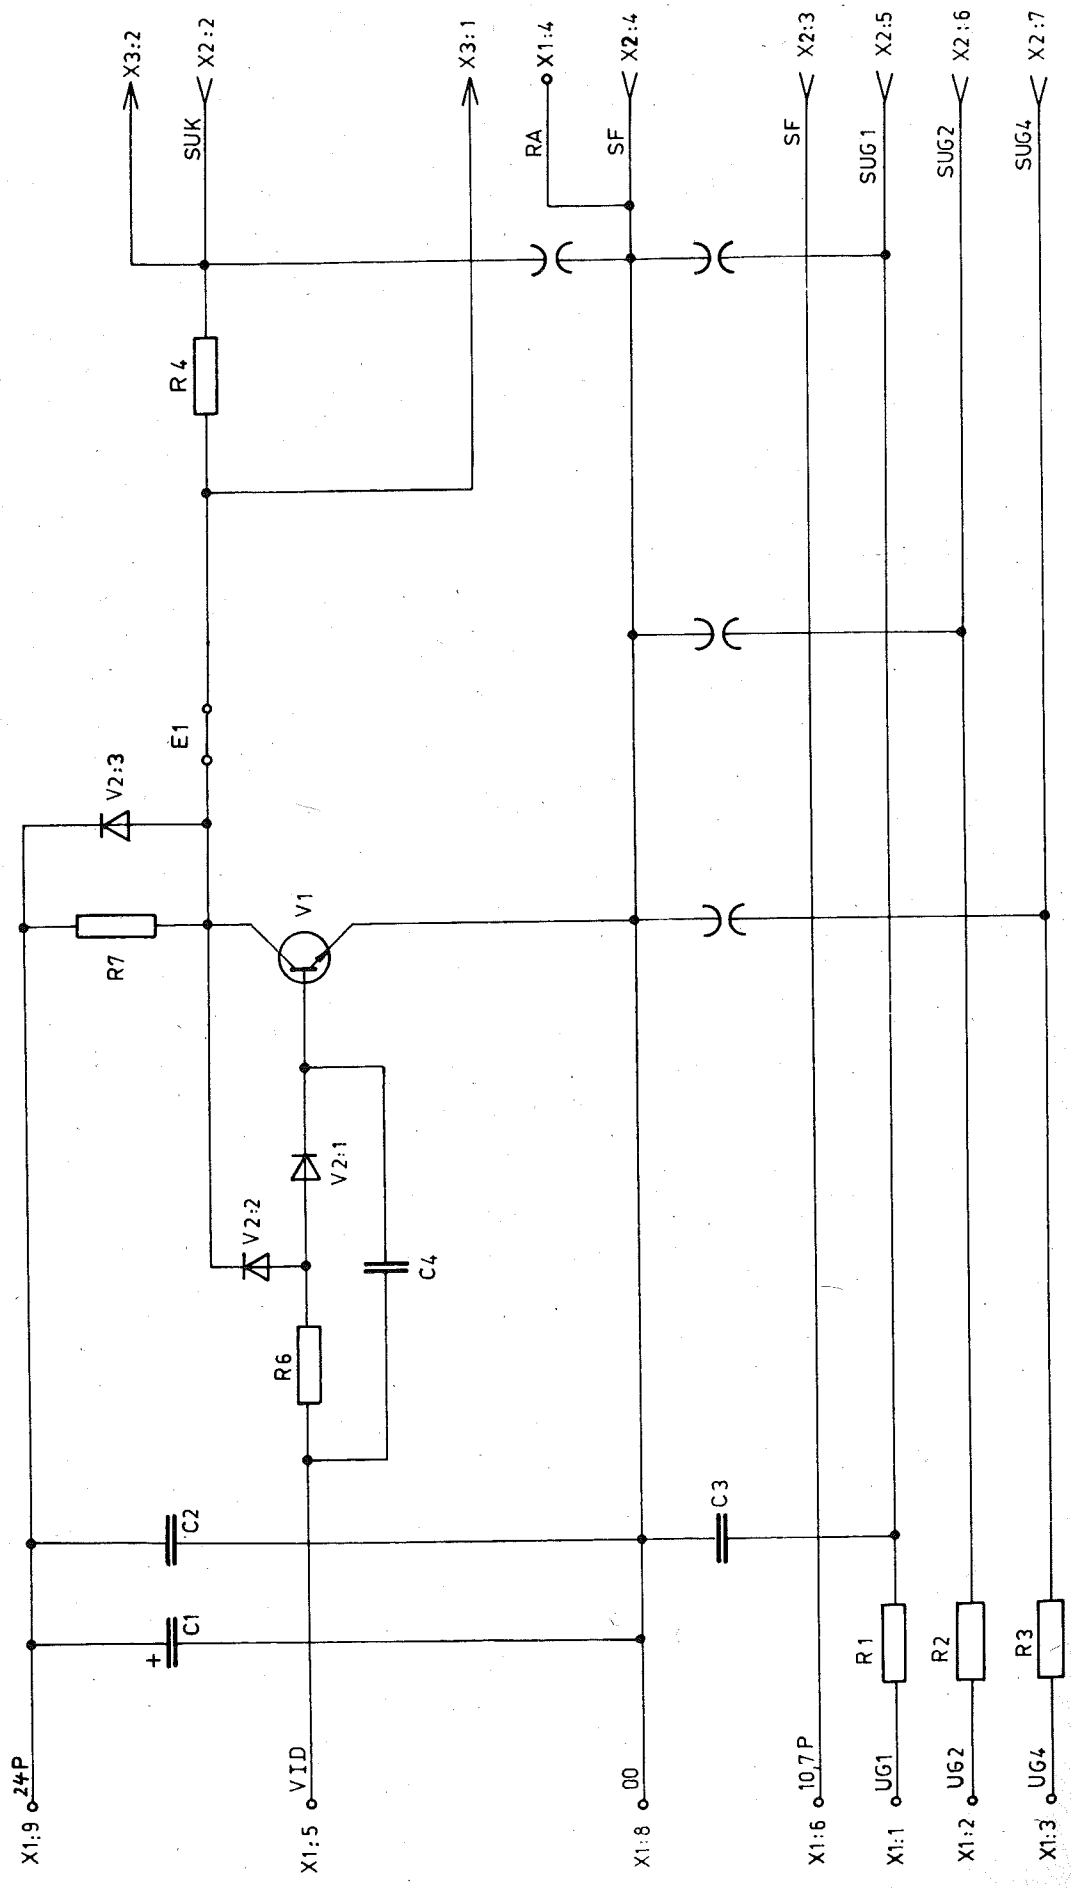 X3:2
X2:2
X3:1
X1:4
X2:4
X2:3
X2:5
X2:6
X2:7
SUK
RA
SF
SF
SUG1
SUG2
SUG4
R4
E1
V2:3
R7
V1
V2:1
V2:2
C4
R6
C2
C3
C1
+
R1
R2
R3
24P
VID
00
10,7P
UG1
UG2
UG4
X1:9
X1:5
X1:8
X1:6
X1:1
X1:2
X1:3